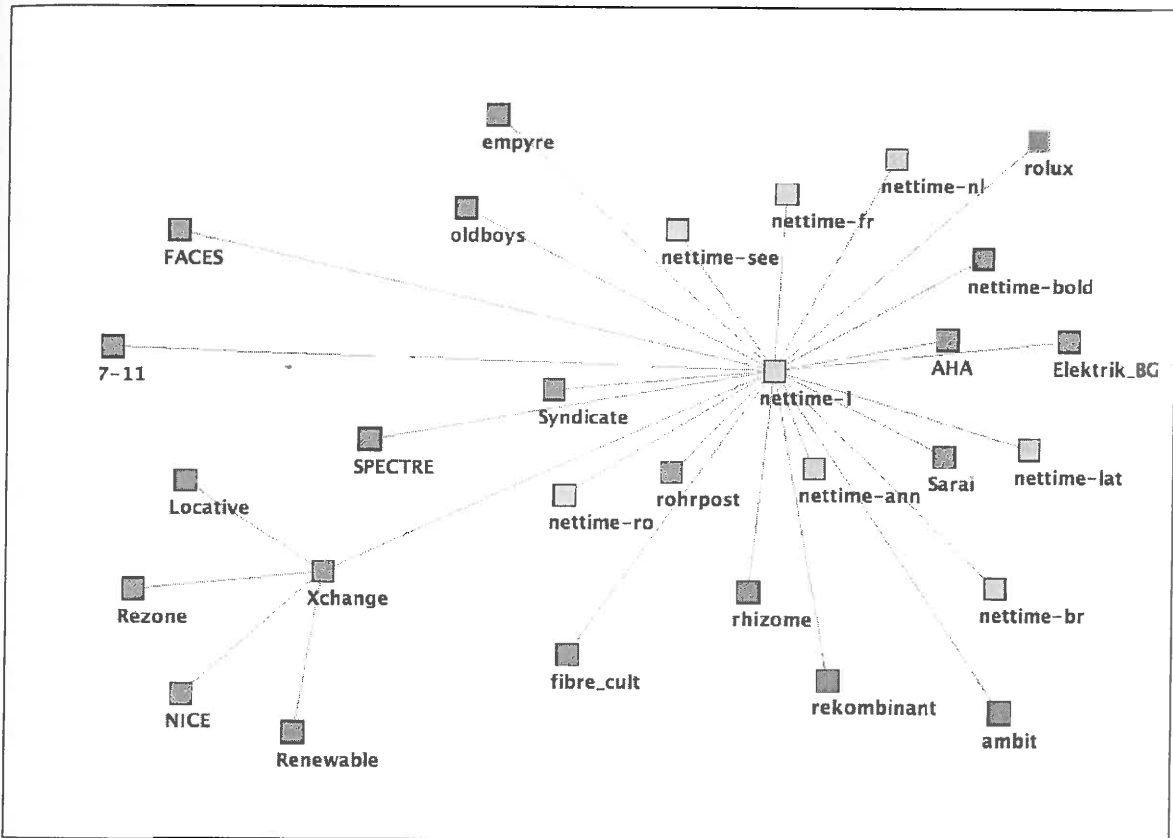 empyre
rolux
nettime-nl
nettime-fr
oldboys
nettime-see
FACES
nettime-bold
7-11
AHA
Elektrik_BG
nettime-l
Syndicate
SPECTRE
nettime-lat
Sarai
nettime-ann
rohrpost
Locative
nettime-ro
Xchange
Rezone
rhizome
nettime-br
fibre_cult
rekombinant
NICE
ambit
Renewable